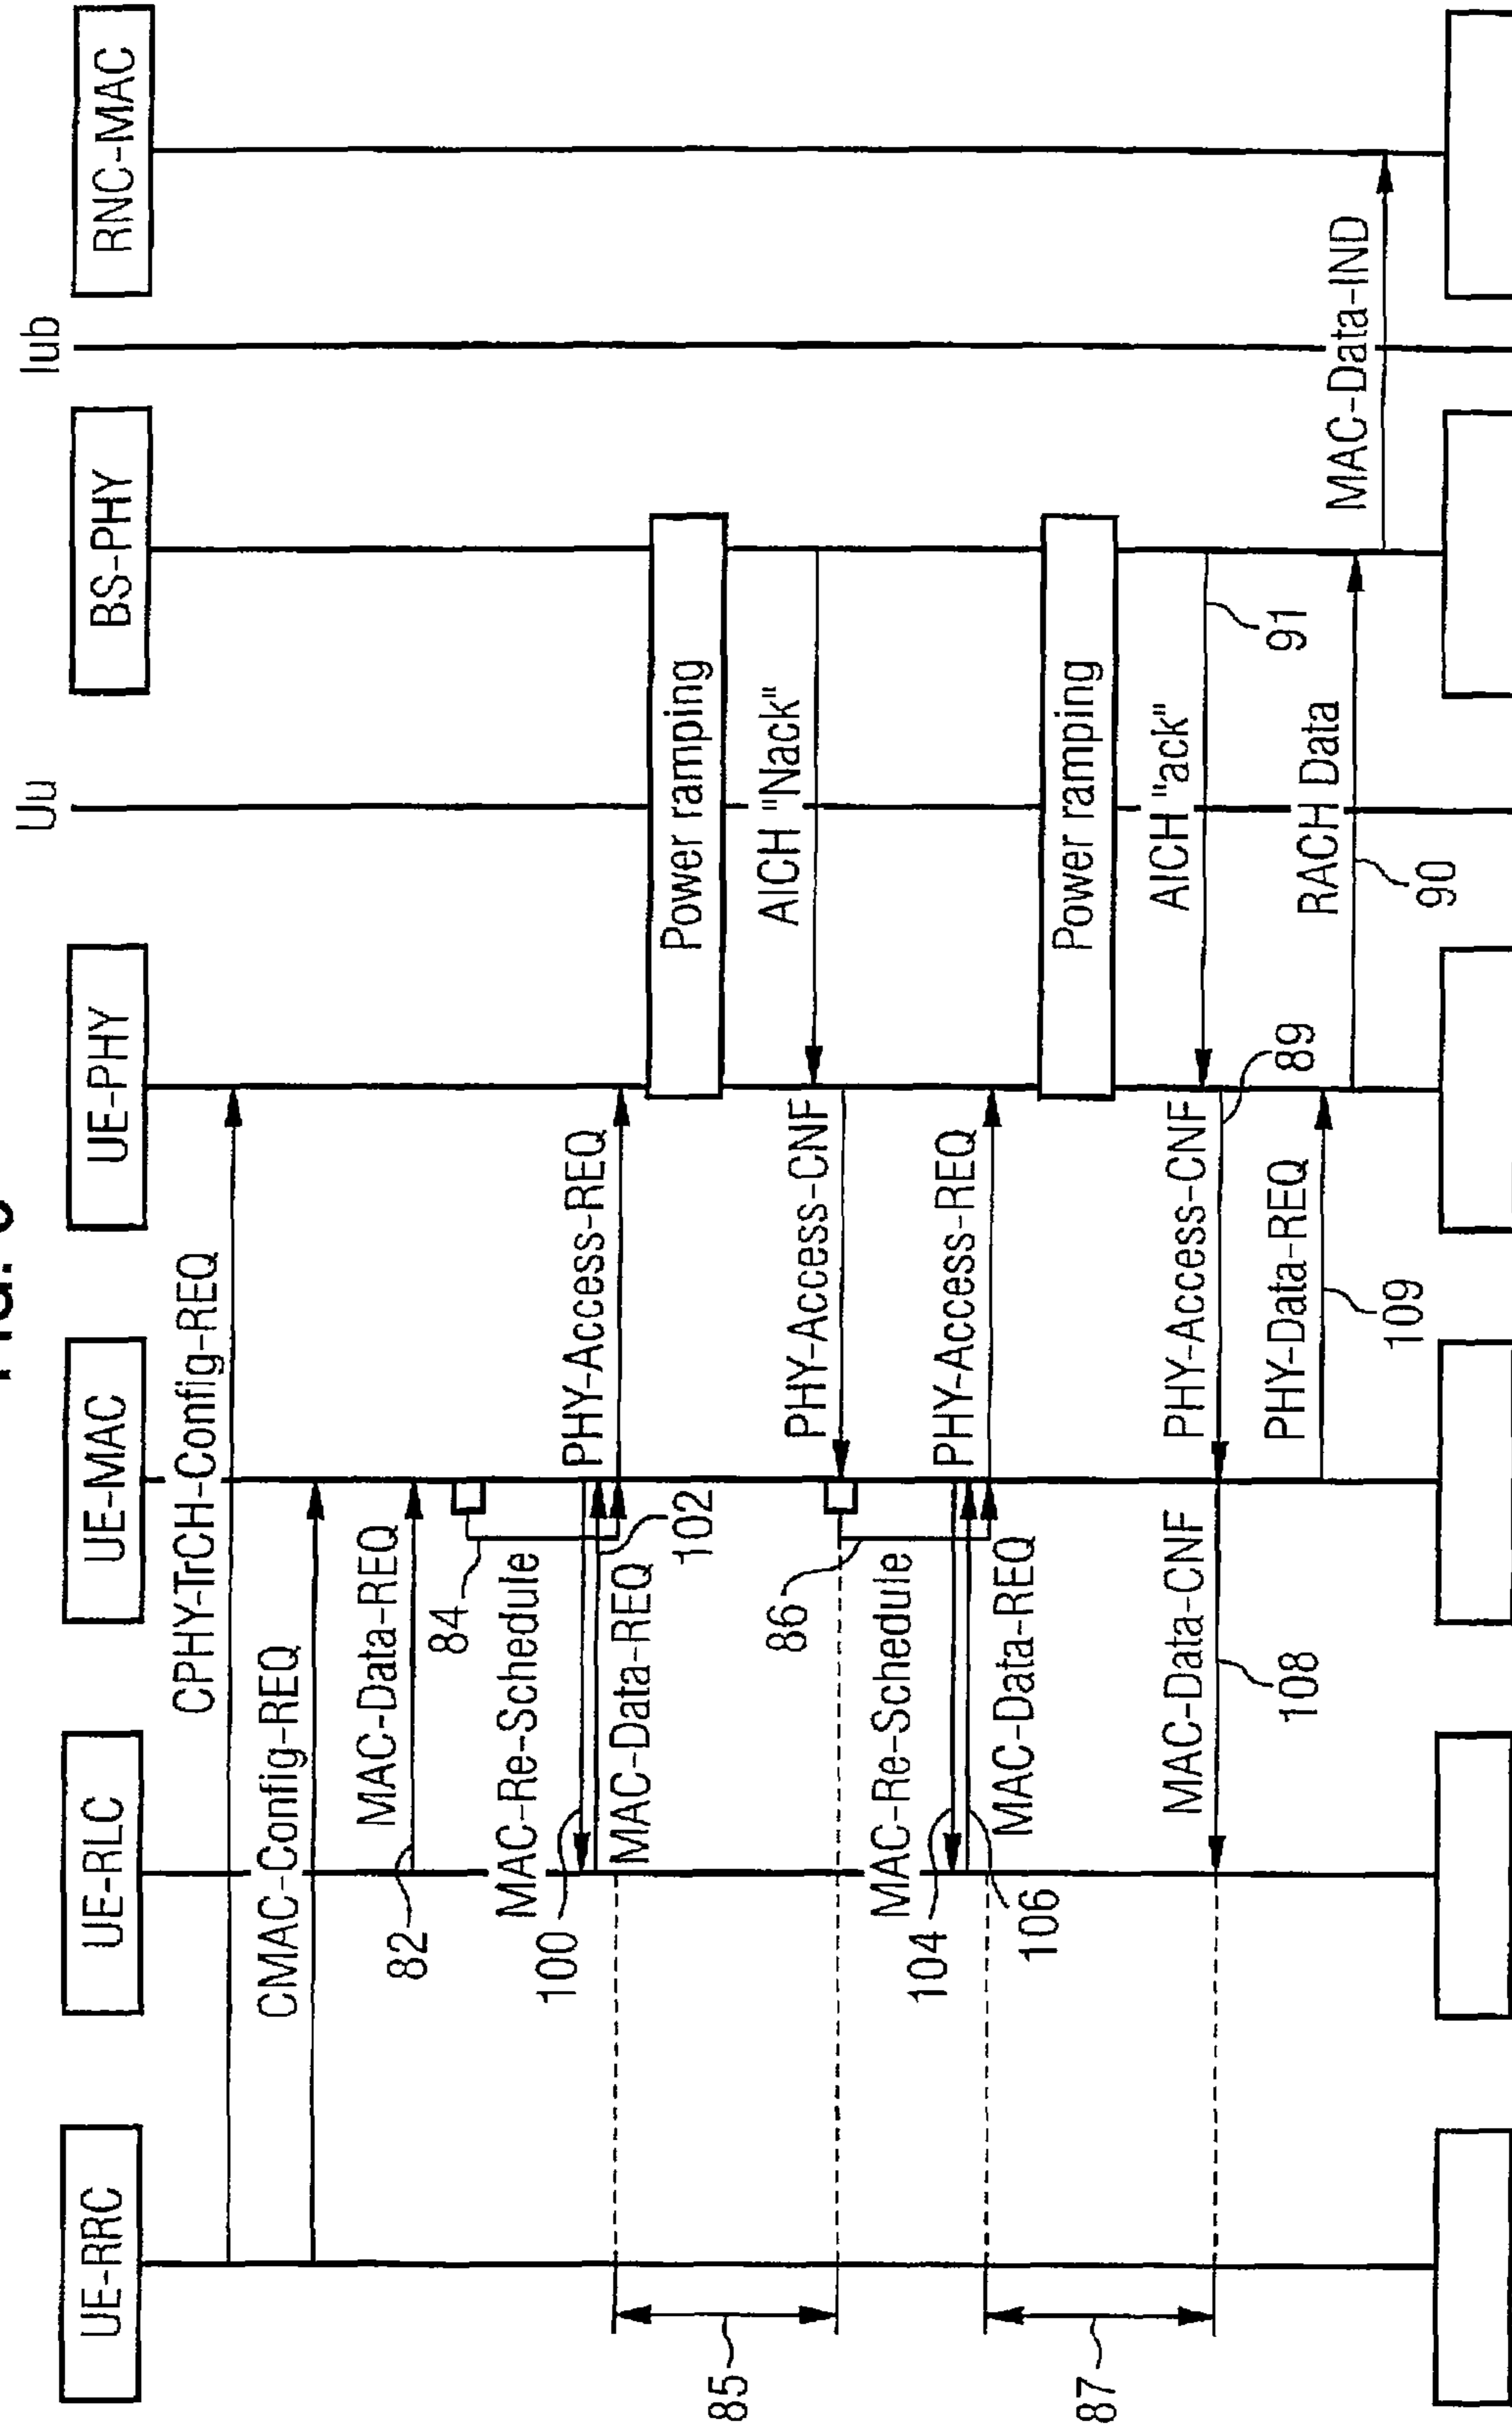 UE-RRC
UE-RLC
UE-MAC
UE-PHY
Uu
BS-PHY
Iub
RNC-MAC
CPHY-TrCH-Config-REQ
CMAC-Config-REQ
MAC-Data-REQ
82
84
MAC-Re-Schedule
100
PHY-Access-REQ
MAC-Data-REQ
102
Power ramping
85
AICH "Nack"
PHY-Access-CNF
86
MAC-Re-Schedule
104
PHY-Access-REQ
MAC-Data-REQ
106
Power ramping
87
AICH "ack"
91
PHY-Access-CNF
89
MAC-Data-CNF
108
PHY-Data-REQ
109
RACH Data
90
MAC-Data-IND